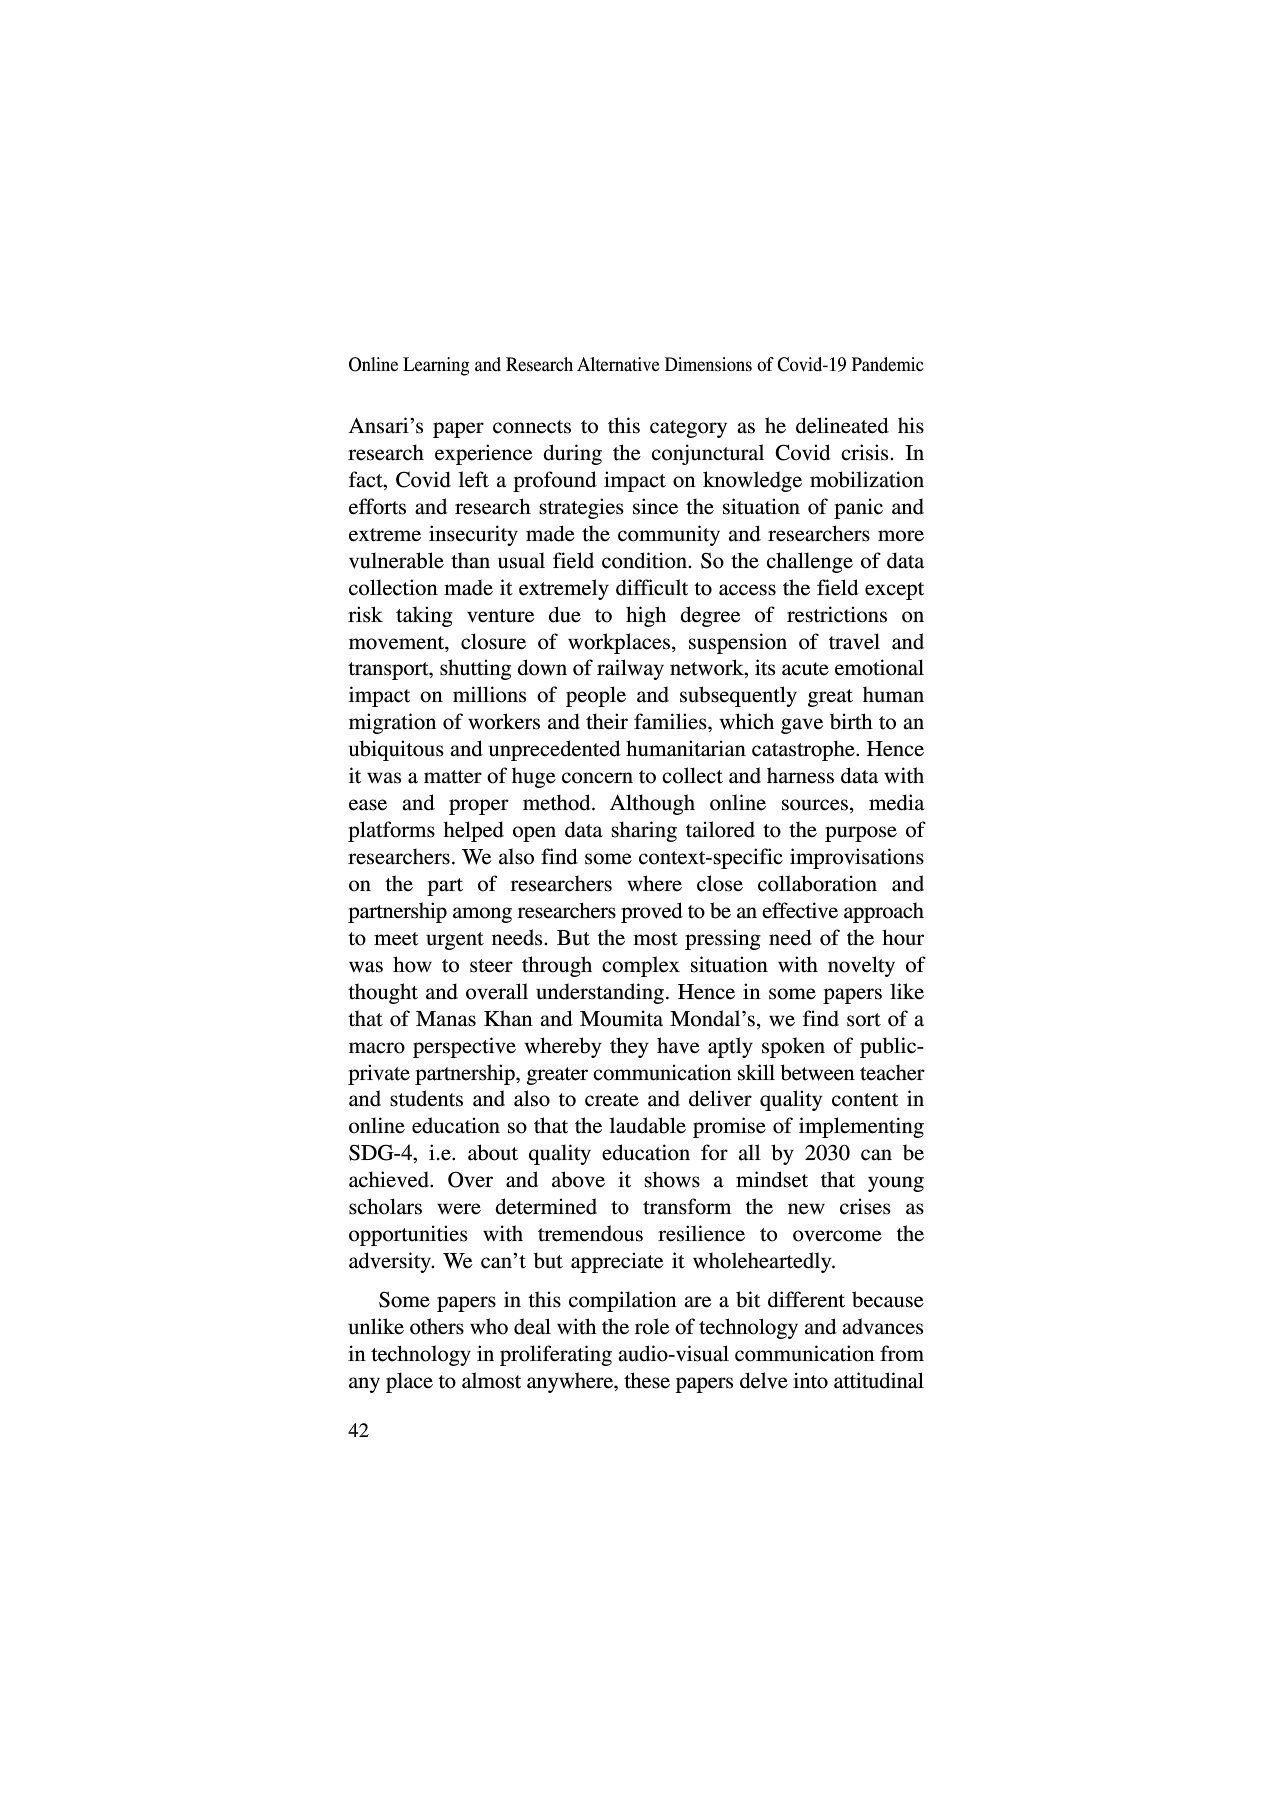 Online Learning and Research Alternative Dimensions of Covid-19 Pandemic
Ansari’s paper connects to this category as he delineated his
research experience during the conjunctural Covid crisis. In
fact, Covid left a profound impact on knowledge mobilization
efforts and research strategies since the situation of panic and
extreme insecurity made the community and researchers more
vulnerable than usual field condition. So the challenge of data
collection made it extremely difficult to access the field except
risk taking venture due to high degree of restrictions on
movement, closure of workplaces, suspension of travel and
transport, shutting down of railway network, its acute emotional
impact on millions of people and subsequently great human
migration of workers and their families, which gave birth to an
ubiquitous and unprecedented humanitarian catastrophe. Hence
it was a matter of huge concern to collect and harness data with
ease and proper method. Although online sources, media
platforms helped open data sharing tailored to the purpose of
researchers. We also find some context-specific improvisations
on the part of researchers where close collaboration and
partnership among researchers proved to be an effective approach
to meet urgent needs. But the most pressing need of the hour
was how to steer through complex situation with novelty of
thought and overall understanding. Hence in some papers like
that of Manas Khan and Moumita Mondal’s, we find sort of a
macro perspective whereby they have aptly spoken of public-
private partnership, greater communication skill between teacher
and students and also to create and deliver quality content in
online education so that the laudable promise of implementing
SDG-4, i.e. about quality education for all by 2030 can be
achieved. Over and above it shows a mindset that young
scholars were determined to transform the new crises as
opportunities with tremendous resilience to overcome the
adversity. We can’t but appreciate it wholeheartedly.
Some papers in this compilation are a bit different because
unlike others who deal with the role of technology and advances
in technology in proliferating audio-visual communication from
any place to almost anywhere, these papers delve into attitudinal
42